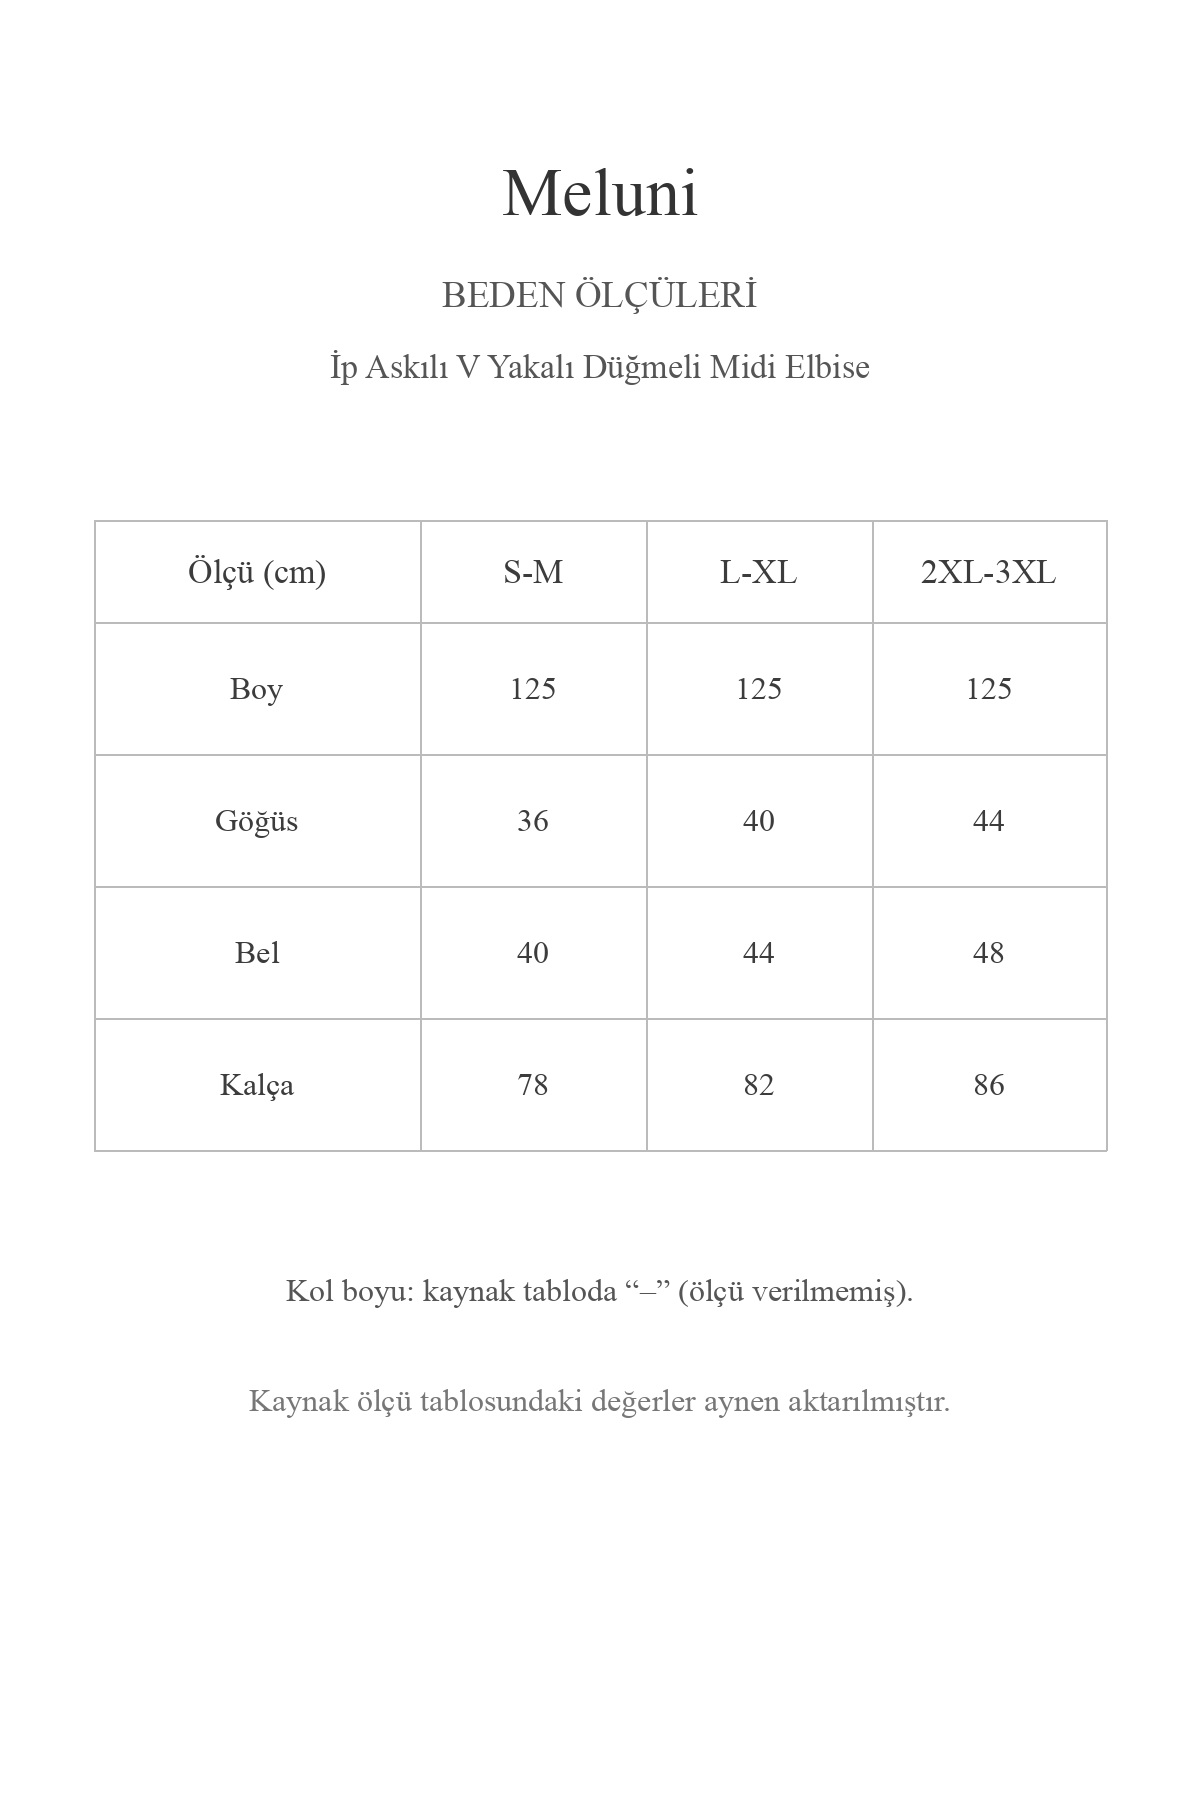 Meluni
BEDEN ÖLÇÜLERİ
İp Askılı V Yakalı Düğmeli Midi Elbise
Ölçü (cm) S-M L-XL 2XL-3XL
Boy 125 125 125
Göğüs 36 40 44
Bel 40 44 48
Kalça 78 82 86
Kol boyu: kaynak tabloda “–” (ölçü verilmemiş).
Kaynak ölçü tablosundaki değerler aynen aktarılmıştır.